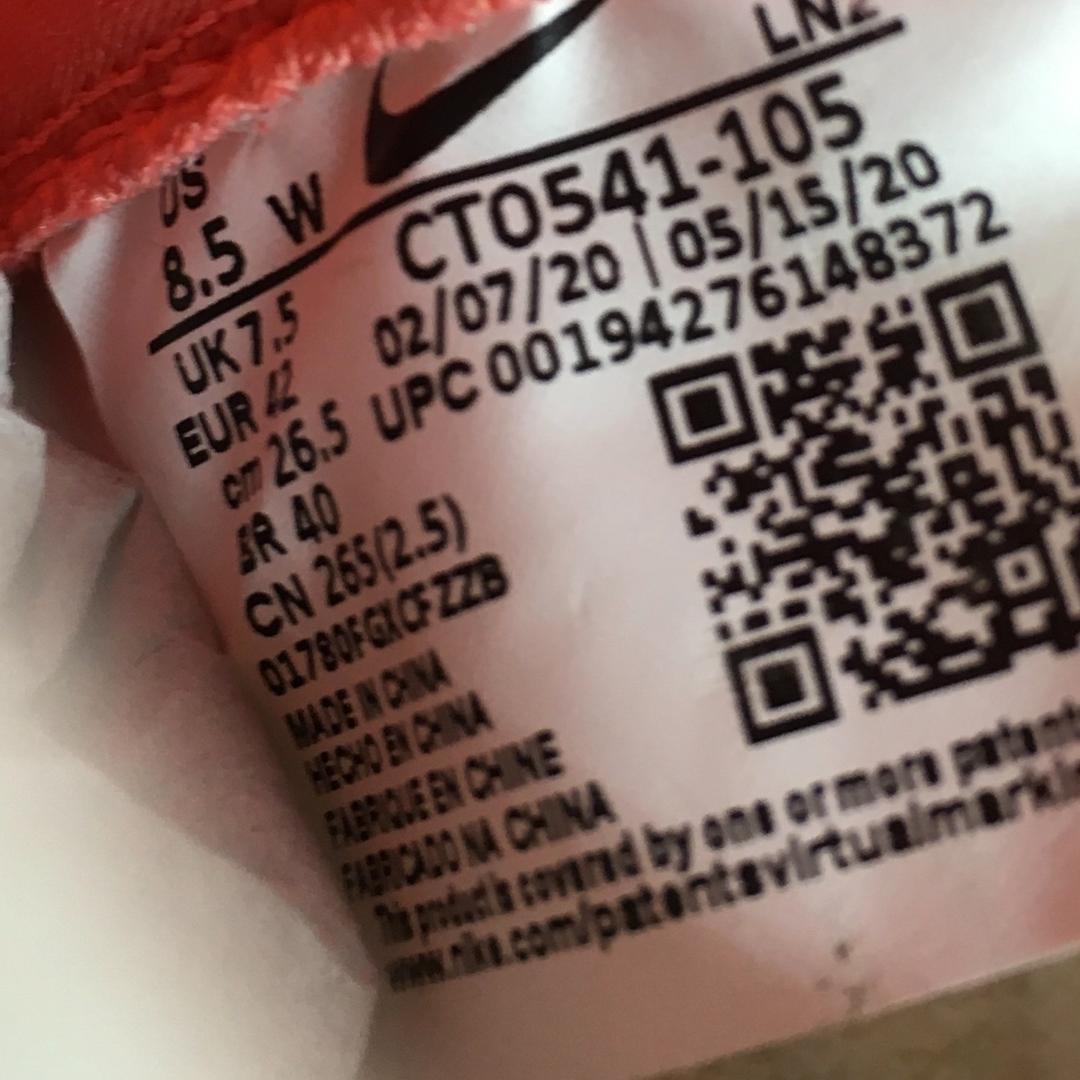 LN2
US
8.5 W
CT0541-105
02/07/20 | 05/15/20
UPC 00194276148372
UK 7.5
EUR 42
cm 26.5
BR 40
CN 265(2.5)
01780FGXCFZZB
MADE IN CHINA
HECHO EN CHINA
FABRIQUE EN CHINE
FABRICADO NA CHINA
This product is covered by one or more patent
www.nike.com/patentsvirtualmarkin